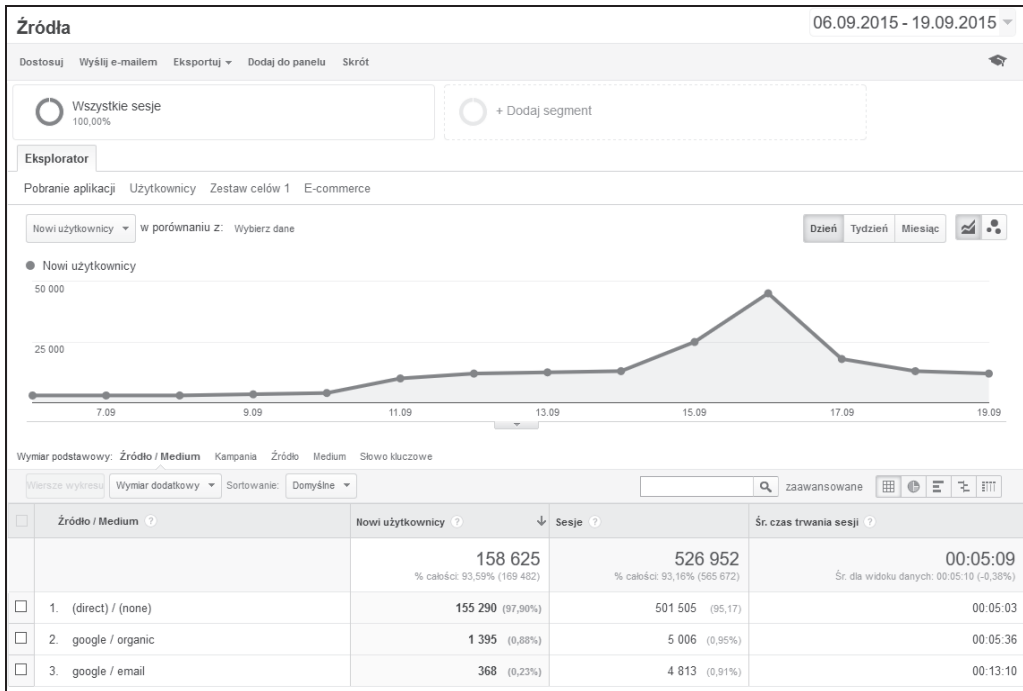 Źródła
06.09.2015 - 19.09.2015
Dostosuj Wyślij e-mailem Eksportuj Dodaj do panelu Skrót
Wszystkie sesje
100,00%
+ Dodaj segment
Eksplorator
Pobranie aplikacji Użytkownicy Zestaw celów 1 E-commerce
Nowi użytkownicy w porównaniu z: Wybierz dane
Dzień Tydzień Miesiąc
Nowi użytkownicy
50 000
25 000
7.09 9.09 11.09 13.09 15.09 17.09 19.09
Wymiar podstawowy: Źródło / Medium Kampania Źródło Medium Słowo kluczowe
Wiersze wykresu Wymiar dodatkowy Sortowanie: Domyślne zaawansowane
Źródło / Medium ? Nowi użytkownicy ? Sesje ? Śr. czas trwania sesji ?
158 625 526 952 00:05:09
% całości: 93,59% (169 482) % całości: 93,16% (565 672) Śr. dla widoku danych: 00:05:10 (-0,38%)
1. (direct) / (none) 155 290 (97,90%) 501 505 (95,17) 00:05:03
2. google / organic 1 395 (0,88%) 5 006 (0,95%) 00:05:36
3. google / email 368 (0,23%) 4 813 (0,91%) 00:13:10